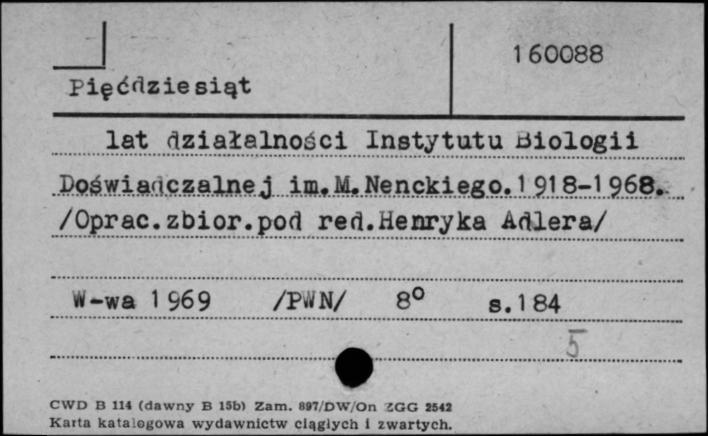 160088
Pięćdziesiąt
lat działalności Instytutu Biologii
Doświadczalnej im.M.Nenckiego.1918-1968.
/Oprac.zbior.pod red.Henryka Adlera/
W-wa 1969 /PWN/ 8° s.184
5
CWD B 114 (dawny B 15b) Zam. 897/DW/On ZGG 2542
Karta katalogowa wydawnictw ciągłych i zwartych.